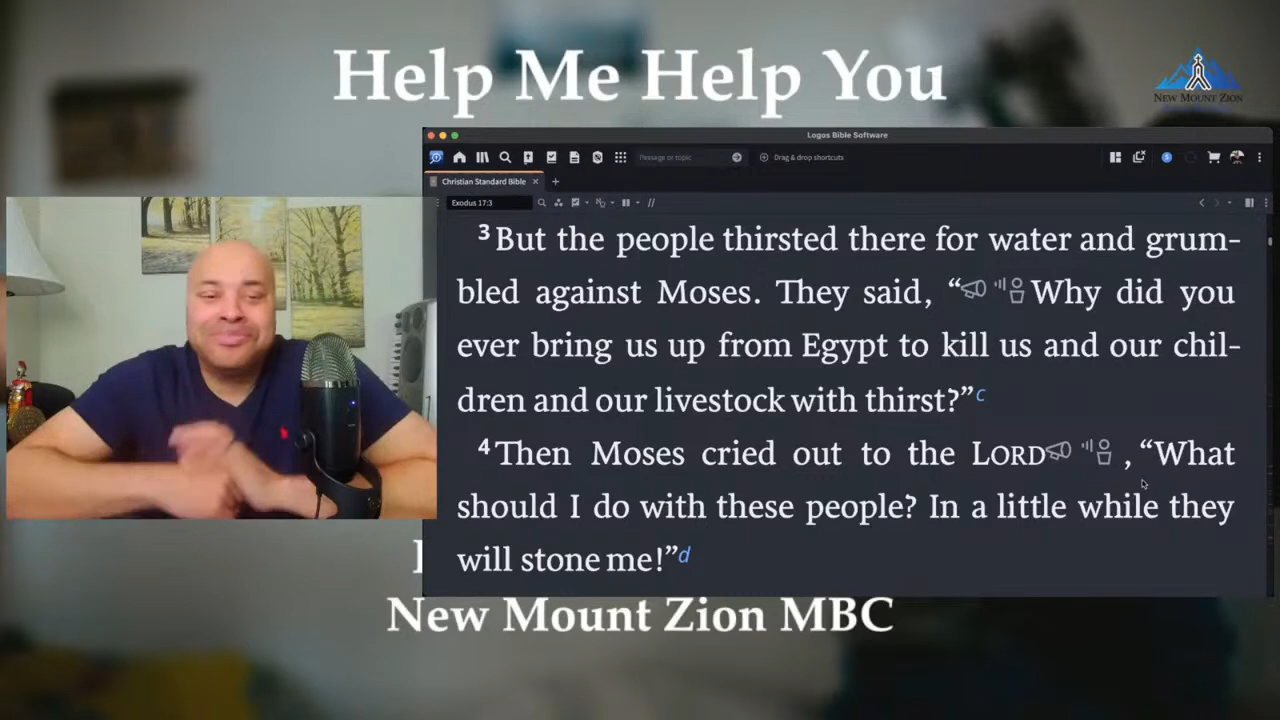 Help Me Help You
NEW MOUNT ZION
Logos Bible Software
Passage or topic
Drag & drop shortcuts
Christian Standard Bible
Exodus 17:3
3 But the people thirsted there for water and grum-
bled against Moses. They said, “Why did you
ever bring us up from Egypt to kill us and our chil-
dren and our livestock with thirst?”c
4 Then Moses cried out to the LORD, “What
should I do with these people? In a little while they
will stone me!”d
New Mount Zion MBC